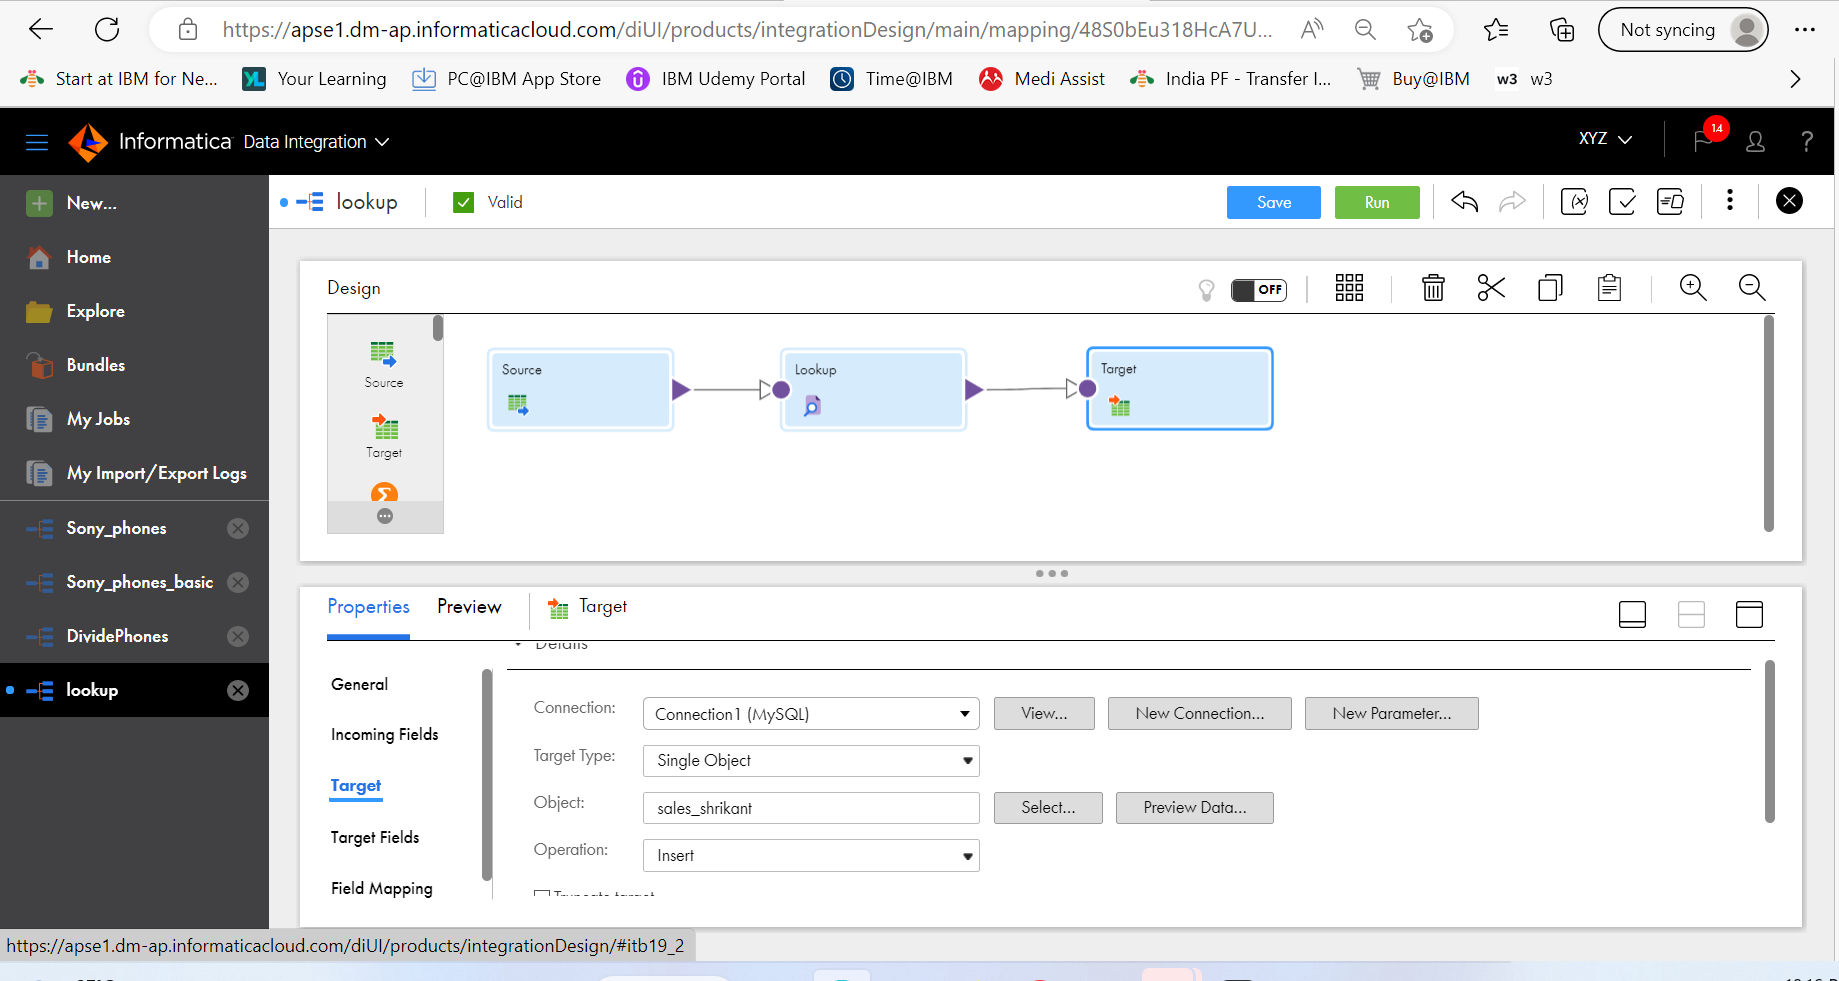 https://apse1.dm-ap.informaticacloud.com/diUI/products/integrationDesign/main/mapping/48S0bEu318HcA7U...
Not syncing
Start at IBM for Ne...
Your Learning
PC@IBM App Store
IBM Udemy Portal
Time@IBM
Medi Assist
India PF - Transfer I...
Buy@IBM
w3 w3
Informatica Data Integration
XYZ
14
New...
Home
Explore
Bundles
My Jobs
My Import/Export Logs
Sony_phones
Sony_phones_basic
DividePhones
lookup
lookup
Valid
Save
Run
Design
OFF
Source
Target
Source
Lookup
Target
Properties
Preview
Target
Details
General
Incoming Fields
Target
Target Fields
Field Mapping
Connection: Connection1 (MySQL) View... New Connection... New Parameter...
Target Type: Single Object
Object: sales_shrikant Select... Preview Data...
Operation: Insert
Truncate target
https://apse1.dm-ap.informaticacloud.com/diUI/products/integrationDesign/#itb19_2